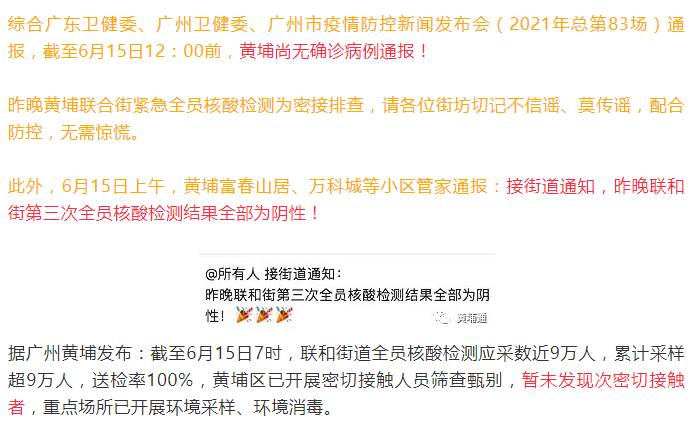 综合广东卫健委、广州卫健委、广州市疫情防控新闻发布会（2021年总第83场）通
报，截至6月15日12：00前，黄埔尚无确诊病例通报！
昨晚黄埔联合街紧急全员核酸检测为密接排查，请各位街坊切记不信谣、莫传谣，配合
防控，无需惊慌。
此外，6月15日上午，黄埔富春山居、万科城等小区管家通报：接街道通知，昨晚联和
街第三次全员核酸检测结果全部为阴性！
@所有人 接街道通知：
昨晚联和街第三次全员核酸检测结果全部为阴
性！🎉🎉🎉
黄埔通
据广州黄埔发布：截至6月15日7时，联和街道全员核酸检测应采数近9万人，累计采样
超9万人，送检率100%，黄埔区已开展密切接触人员筛查甄别，暂未发现次密切接触
者，重点场所已开展环境采样、环境消毒。